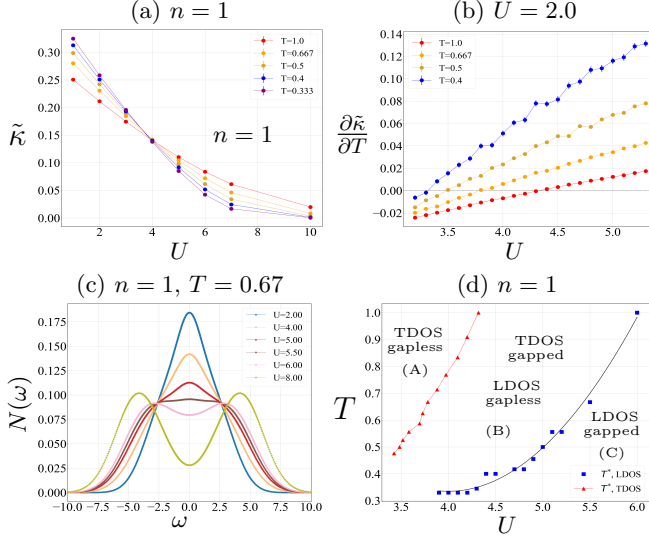 (a) n = 1
0.30
0.25
0.20
0.15
0.10
0.05
0.00
κ̃
T=1.0
T=0.667
T=0.5
T=0.4
T=0.333
n = 1
2 4 6 8 10
U
(b) U = 2.0
0.14
0.12
0.10
0.08
0.06
0.04
0.02
0.00
−0.02
∂κ̃/∂T
T=1.0
T=0.667
T=0.5
T=0.4
3.5 4.0 4.5 5.0
U
(c) n = 1, T = 0.67
0.175
0.150
0.125
0.100
0.075
0.050
0.025
0.000
N(ω)
U=2.00
U=4.00
U=5.00
U=5.50
U=6.00
U=8.00
−10.0 −7.5 −5.0 −2.5 0.0 2.5 5.0 7.5 10.0
ω
(d) n = 1
1.0
0.9
0.8
0.7
0.6
0.5
0.4
0.3
T
TDOS
gapless
(A)
TDOS
gapped
LDOS
gapless
(B)
LDOS
gapped
(C)
T*, LDOS
T*, TDOS
3.5 4.0 4.5 5.0 5.5 6.0
U